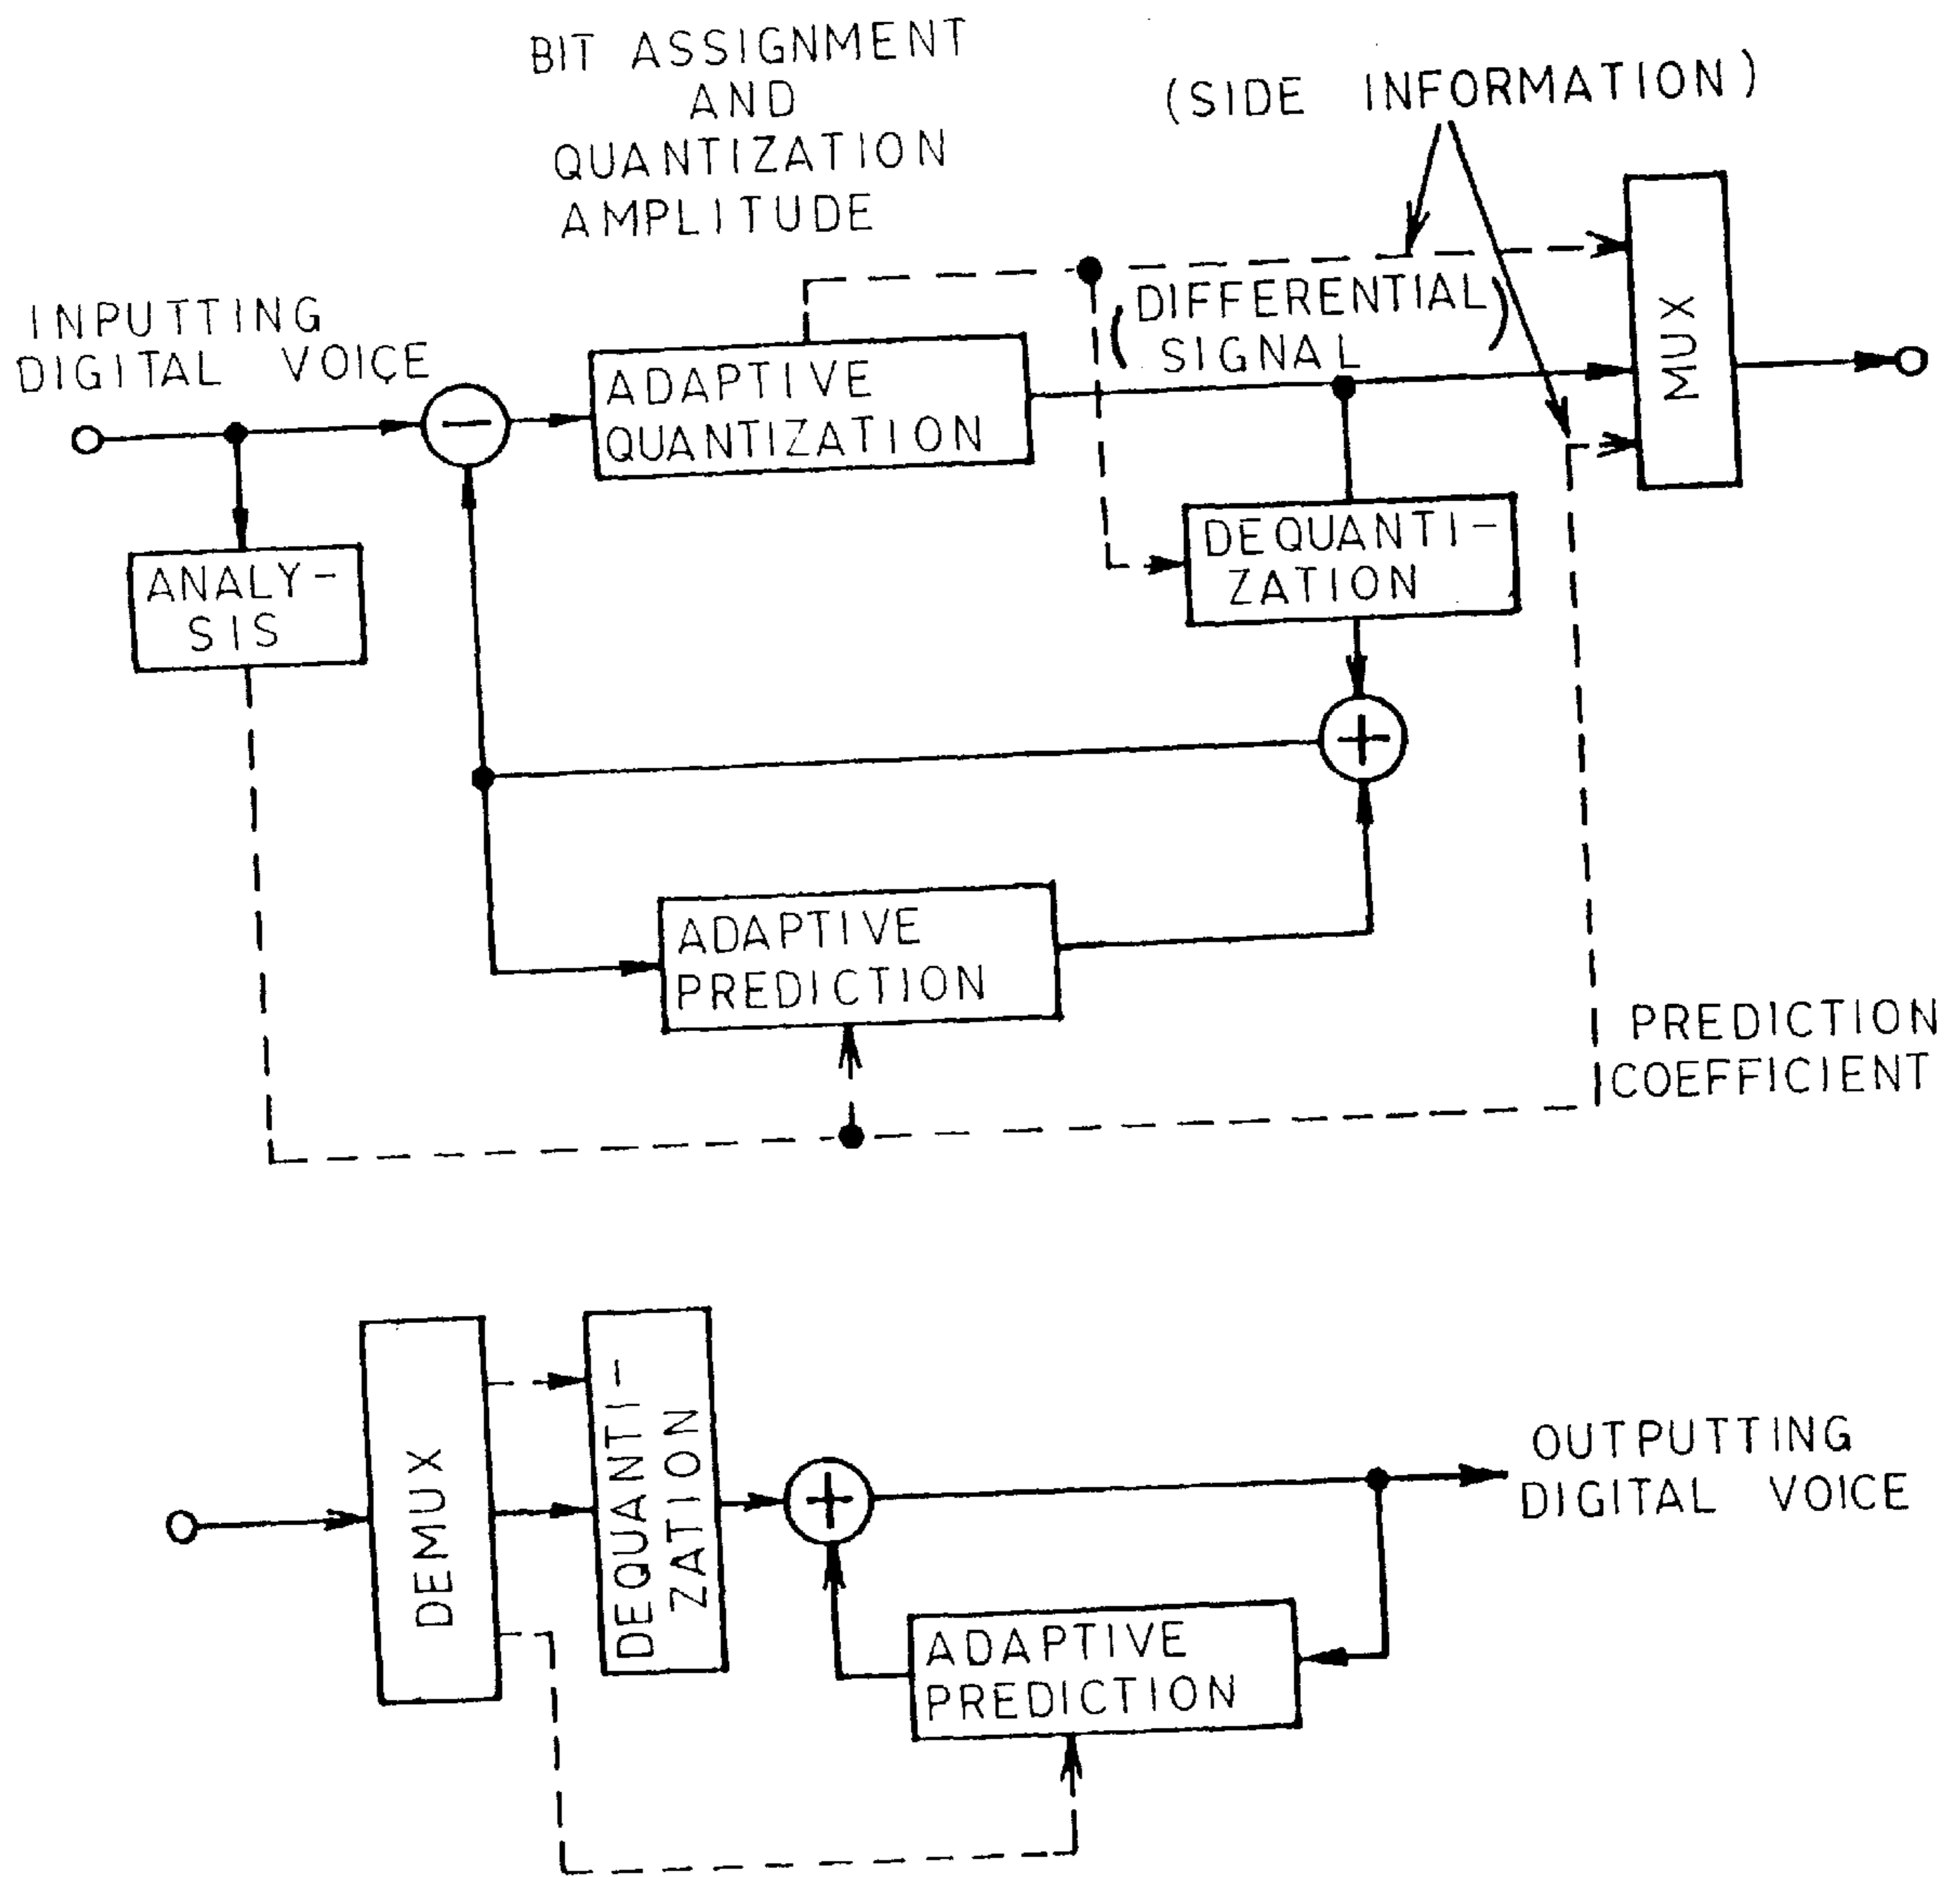 BIT ASSIGNMENT
AND
QUANTIZATION
AMPLITUDE
(SIDE INFORMATION)
INPUTTING
DIGITAL VOICE
(DIFFERENTIAL)
SIGNAL
ADAPTIVE
QUANTIZATION
MUX
ANALY-
SIS
DEQUANTI-
ZATION
ADAPTIVE
PREDICTION
PREDICTION
COEFFICIENT
DEMUX
DEQUANTI-
ZATION
OUTPUTTING
DIGITAL VOICE
ADAPTIVE
PREDICTION